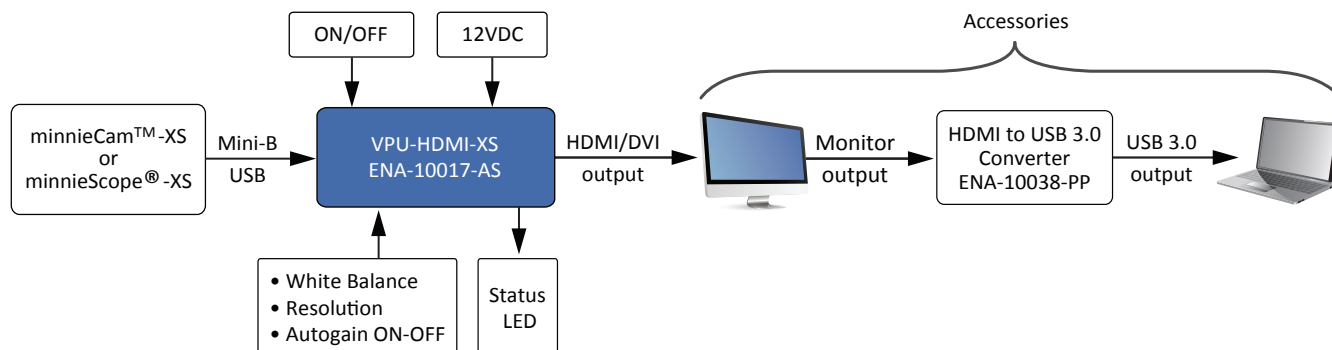 Accessories
ON/OFF
12VDC
minnieCam™-XS
or
minnieScope®-XS
Mini-B
USB
VPU-HDMI-XS
ENA-10017-AS
HDMI/DVI
output
Monitor
output
HDMI to USB 3.0
Converter
ENA-10038-PP
USB 3.0
output
• White Balance
• Resolution
• Autogain ON-OFF
Status
LED